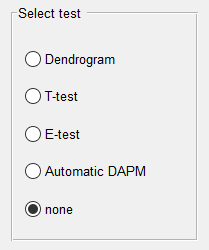 Select test
Dendrogram
T-test
E-test
Automatic DAPM
none